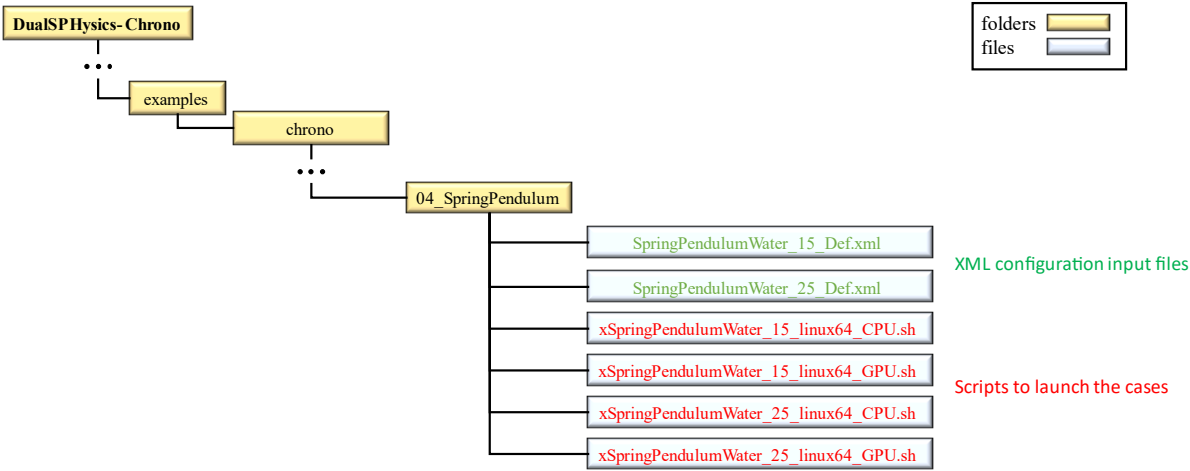 DualSPHysics-Chrono
folders
files
examples
chrono
04_SpringPendulum
SpringPendulumWater_15_Def.xml
XML configuration input files
SpringPendulumWater_25_Def.xml
xSpringPendulumWater_15_linux64_CPU.sh
xSpringPendulumWater_15_linux64_GPU.sh
Scripts to launch the cases
xSpringPendulumWater_25_linux64_CPU.sh
xSpringPendulumWater_25_linux64_GPU.sh